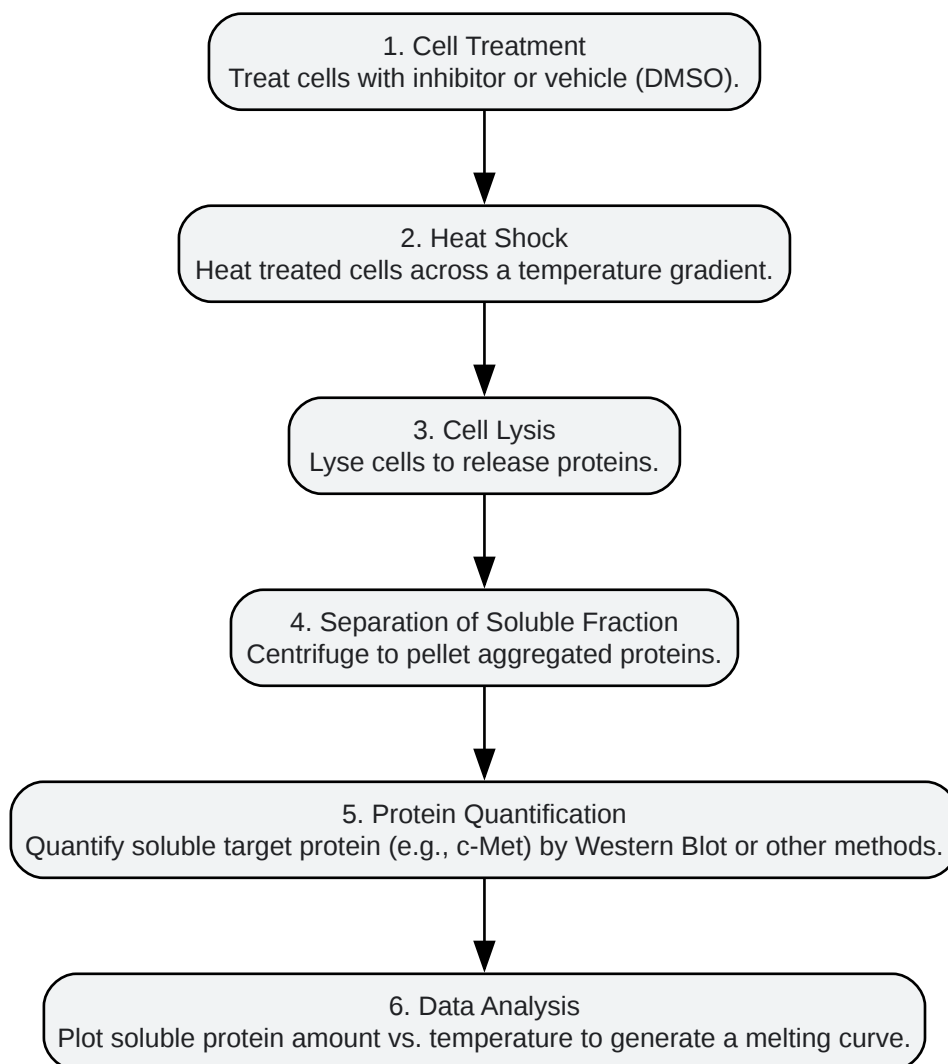 1. Cell Treatment
Treat cells with inhibitor or vehicle (DMSO).
2. Heat Shock
Heat treated cells across a temperature gradient.
3. Cell Lysis
Lyse cells to release proteins.
4. Separation of Soluble Fraction
Centrifuge to pellet aggregated proteins.
5. Protein Quantification
Quantify soluble target protein (e.g., c-Met) by Western Blot or other methods.
6. Data Analysis
Plot soluble protein amount vs. temperature to generate a melting curve.